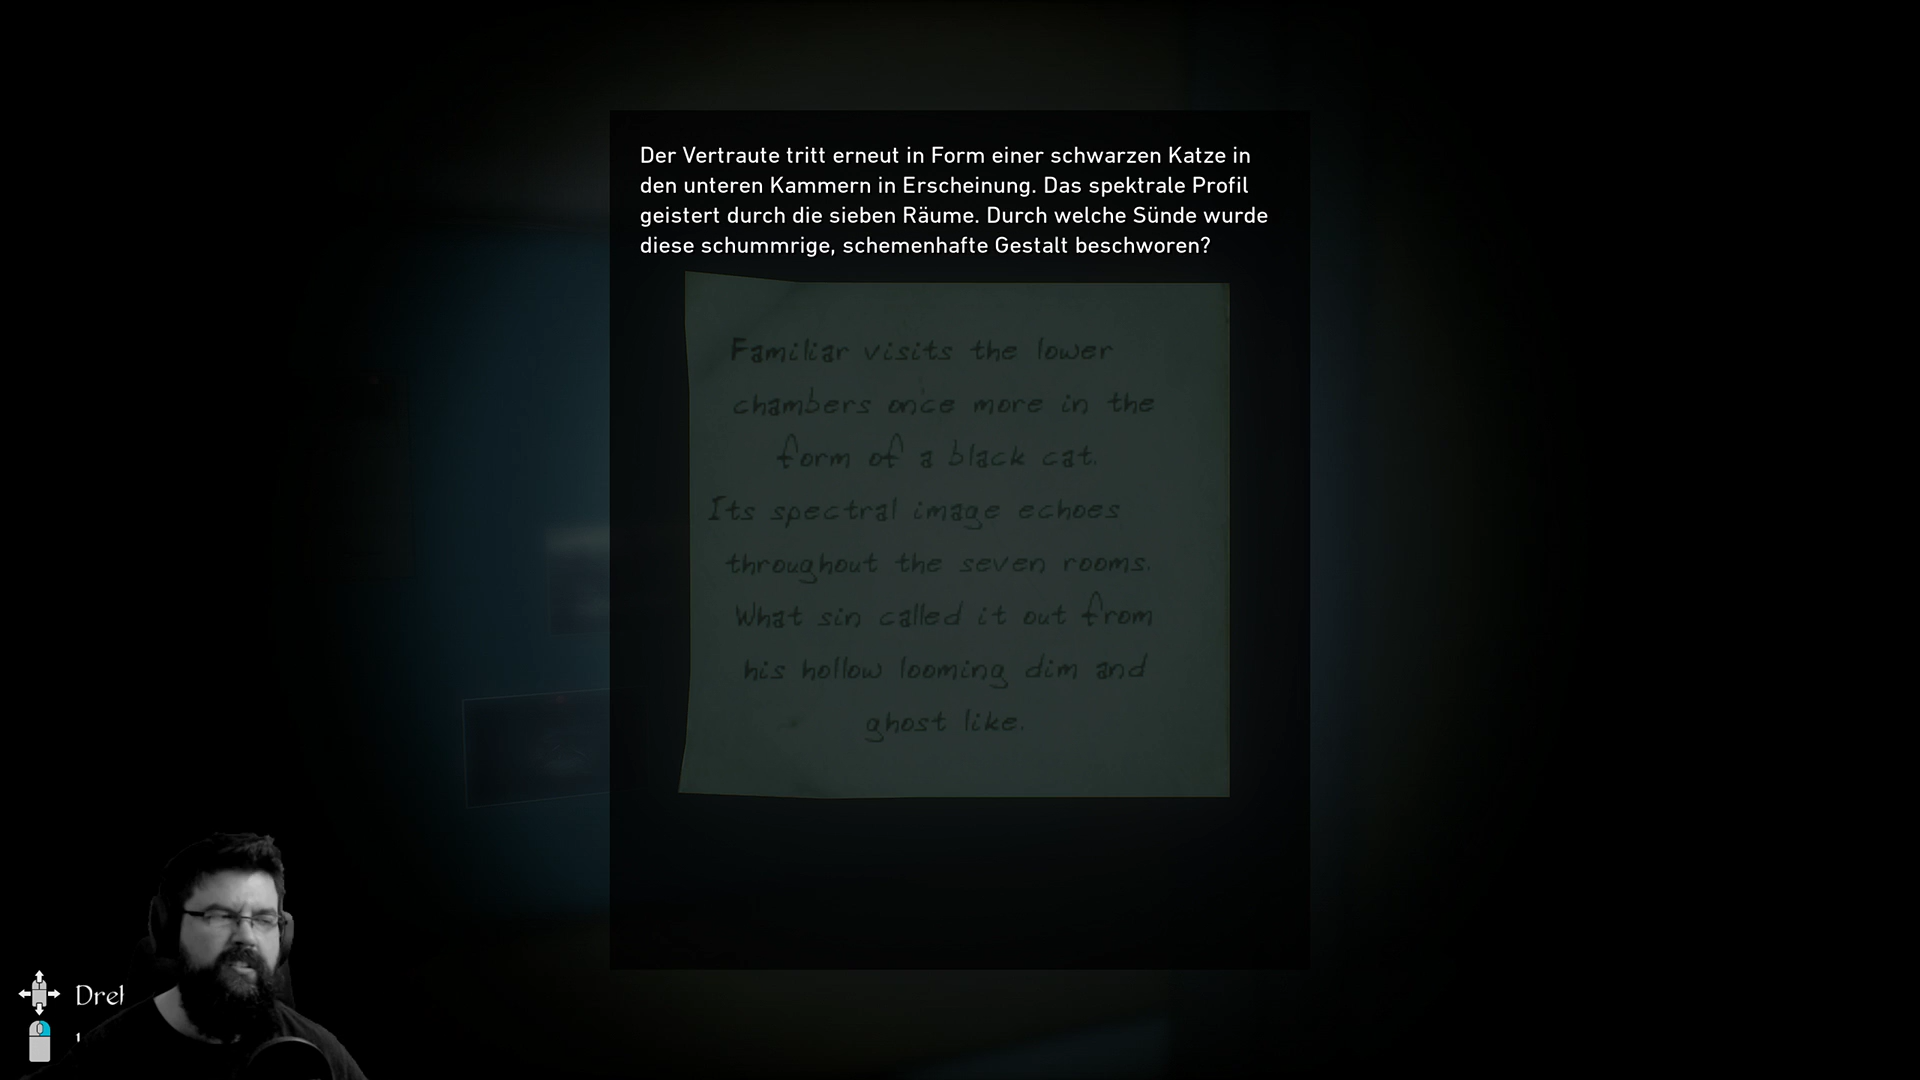 Der Vertraute tritt erneut in Form einer schwarzen Katze in
den unteren Kammern in Erscheinung. Das spektrale Profil
geistert durch die sieben Räume. Durch welche Sünde wurde
diese schummrige, schemenhafte Gestalt beschworen?
Familiar visits the lower
chambers once more in the
form of a black cat.
Its spectral image echoes
throughout the seven rooms.
What sin called it out from
his hollow looming dim and
ghost like.